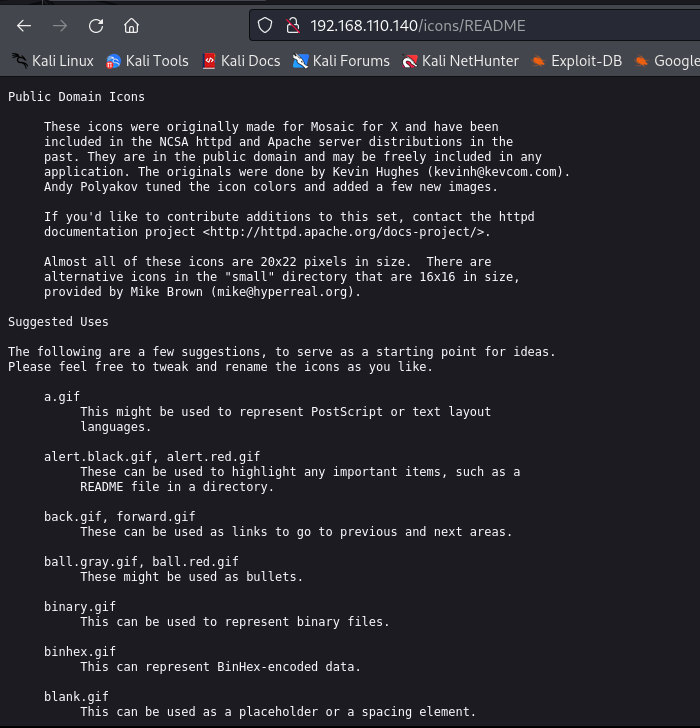 192.168.110.140/icons/README
Kali Linux Kali Tools Kali Docs Kali Forums Kali NetHunter Exploit-DB Google
Public Domain Icons
These icons were originally made for Mosaic for X and have been
included in the NCSA httpd and Apache server distributions in the
past. They are in the public domain and may be freely included in any
application. The originals were done by Kevin Hughes (kevinh@kevcom.com).
Andy Polyakov tuned the icon colors and added a few new images.
If you'd like to contribute additions to this set, contact the httpd
documentation project <http://httpd.apache.org/docs-project/>.
Almost all of these icons are 20x22 pixels in size.  There are
alternative icons in the "small" directory that are 16x16 in size,
provided by Mike Brown (mike@hyperreal.org).
Suggested Uses
The following are a few suggestions, to serve as a starting point for ideas.
Please feel free to tweak and rename the icons as you like.
a.gif
This might be used to represent PostScript or text layout
languages.
alert.black.gif, alert.red.gif
These can be used to highlight any important items, such as a
README file in a directory.
back.gif, forward.gif
These can be used as links to go to previous and next areas.
ball.gray.gif, ball.red.gif
These might be used as bullets.
binary.gif
This can be used to represent binary files.
binhex.gif
This can represent BinHex-encoded data.
blank.gif
This can be used as a placeholder or a spacing element.